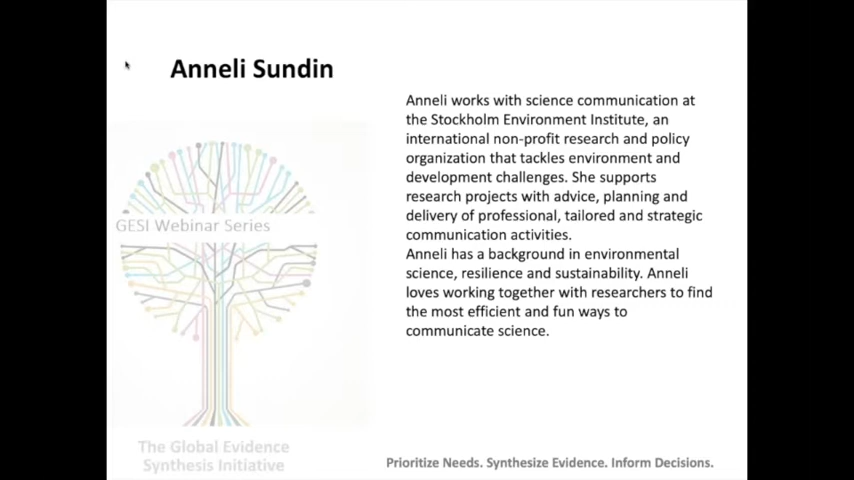 Anneli Sundin
Anneli works with science communication at
the Stockholm Environment Institute, an
international non-profit research and policy
organization that tackles environment and
development challenges. She supports
research projects with advice, planning and
delivery of professional, tailored and strategic
communication activities.
Anneli has a background in environmental
science, resilience and sustainability. Anneli
loves working together with researchers to find
the most efficient and fun ways to
communicate science.
GESI Webinar Series
The Global Evidence
Synthesis Initiative
Prioritize Needs. Synthesize Evidence. Inform Decisions.